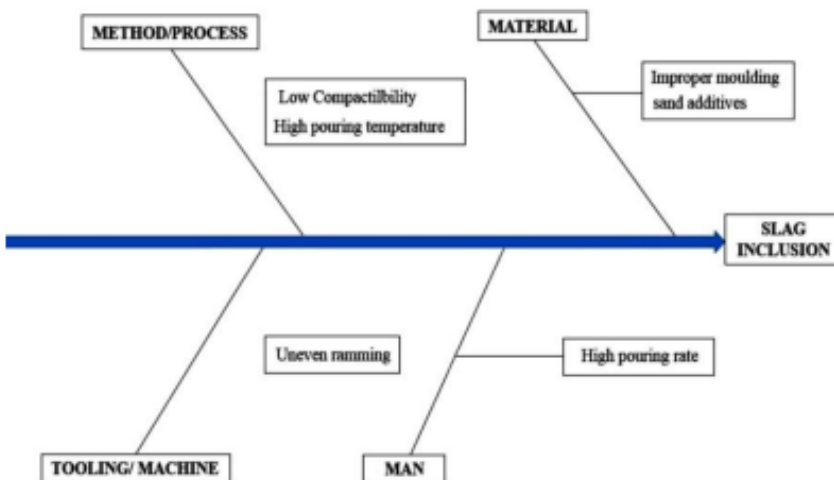 METHOD/PROCESS
MATERIAL
Low Compactilbility
High pouring temperature
Improper moulding
sand additives
SLAG
INCLUSION
Uneven ramming
High pouring rate
TOOLING/ MACHINE
MAN